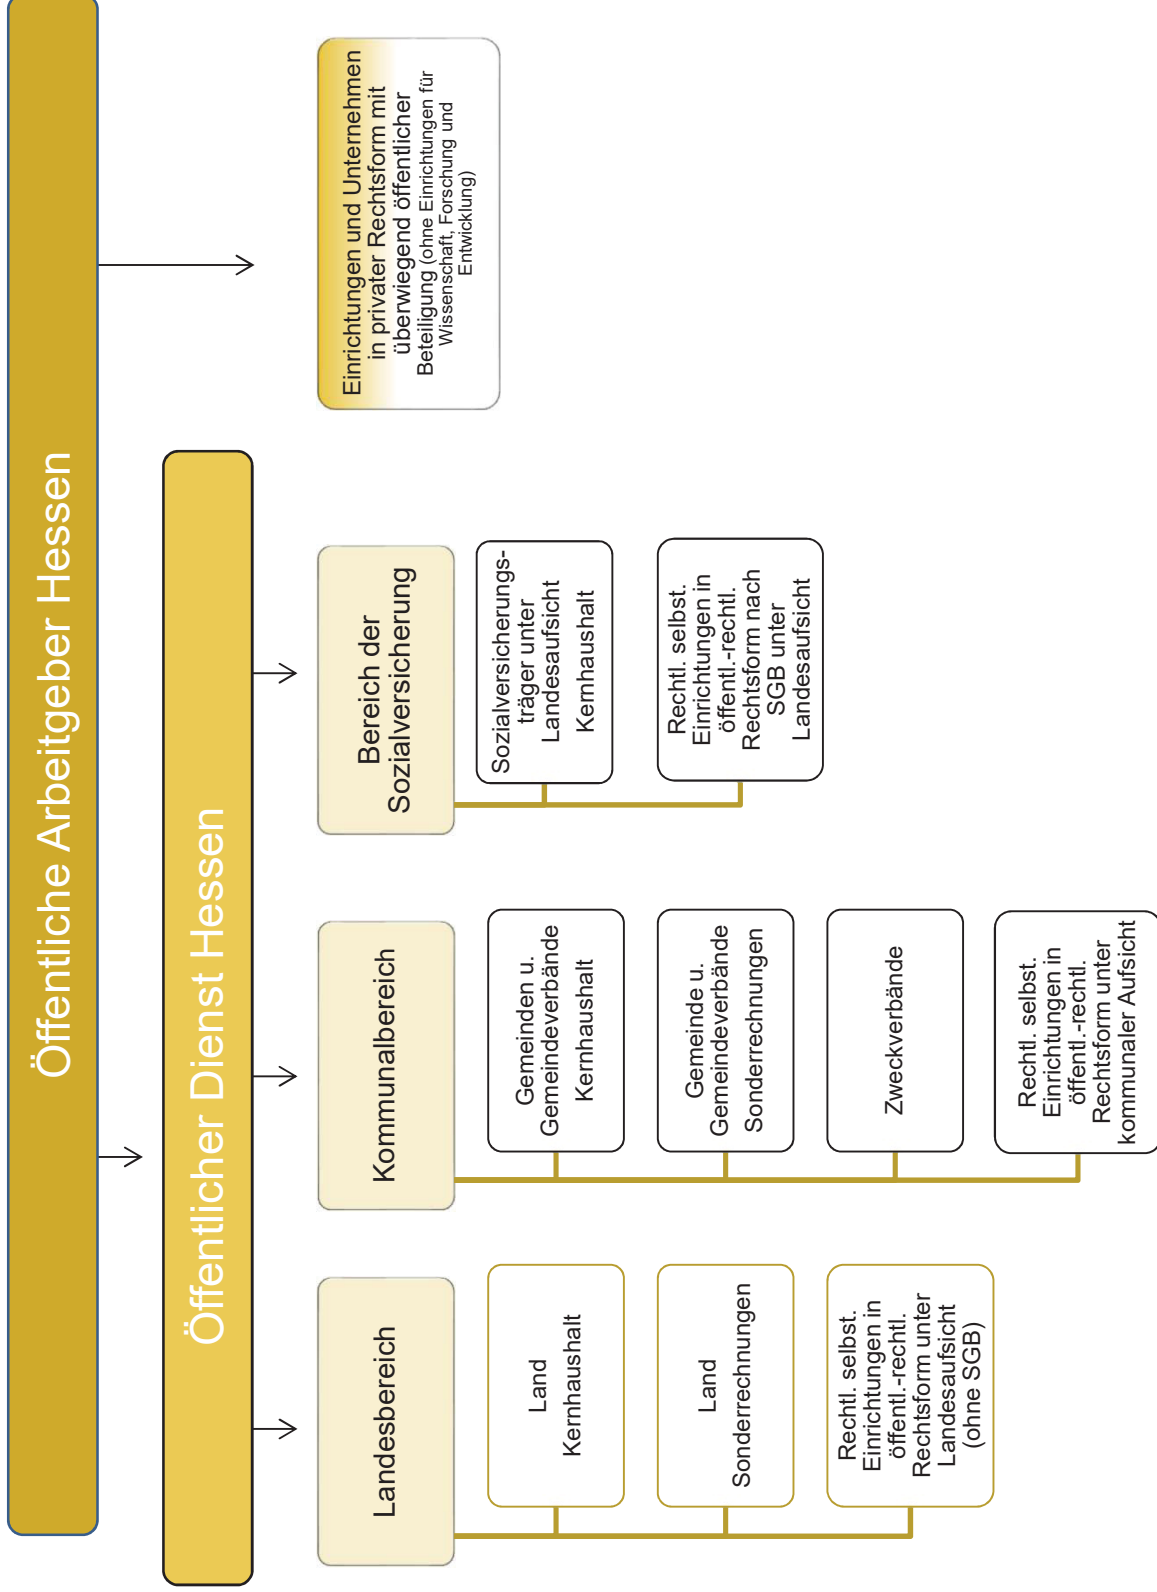 Öffentliche Arbeitgeber Hessen
Öffentlicher Dienst Hessen
Landesbereich
Land
Kernhaushalt
Land
Sonderrechnungen
Rechtl. selbst.
Einrichtungen in
öffentl.-rechtl.
Rechtsform unter
Landesaufsicht
(ohne SGB)
Kommunalbereich
Gemeinden u.
Gemeindeverbände
Kernhaushalt
Gemeinde u.
Gemeindeverbände
Sonderrechnungen
Zweckverbände
Rechtl. selbst.
Einrichtungen in
öffentl.-rechtl.
Rechtsform unter
kommunaler Aufsicht
Bereich der
Sozialversicherung
Sozialversicherungs-
träger unter
Landesaufsicht
Kernhaushalt
Rechtl. selbst.
Einrichtungen in
öffentl.-rechtl.
Rechtsform nach
SGB unter
Landesaufsicht
Einrichtungen und Unternehmen
in privater Rechtsform mit
überwiegend öffentlicher
Beteiligung (ohne Einrichtungen für
Wissenschaft, Forschung und
Entwicklung)